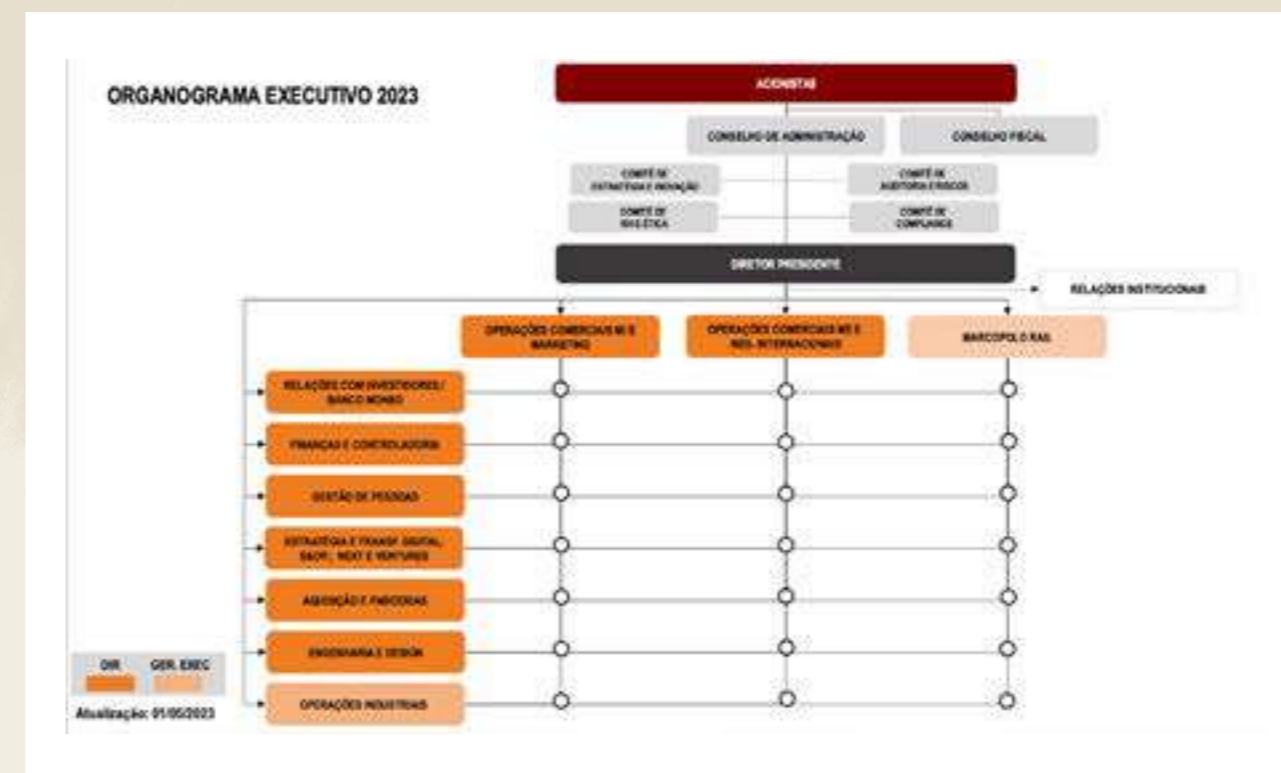 ORGANOGRAMA EXECUTIVO 2023
ACIONISTAS
CONSELHO DE ADMINISTRAÇÃO
CONSELHO FISCAL
COMITÊ DE
ESTRATÉGIA E INOVAÇÃO
COMITÊ DE
AUDITORIA E RISCOS
COMITÊ DE
ÉTICA
COMITÊ DE
COMPLIANCE
DIRETOR PRESIDENTE
RELAÇÕES INSTITUCIONAIS
OPERAÇÕES COMERCIAIS MI E
MARKETING
OPERAÇÕES COMERCIAIS ME E
NEG. INTERNACIONAIS
MARCOPOLO RAIL
RELAÇÕES COM INVESTIDORES /
BANCO MONEO
FINANÇAS E CONTROLADORIA
GESTÃO DE PESSOAS
ESTRATÉGIA E TRANSF. DIGITAL,
NEXT E VENTURES
AQUISIÇÃO E PARCERIAS
ENGENHARIA E DESIGN
OPERAÇÕES INDUSTRIAIS
DIR
GER. EXEC
Atualização: 01/05/2023